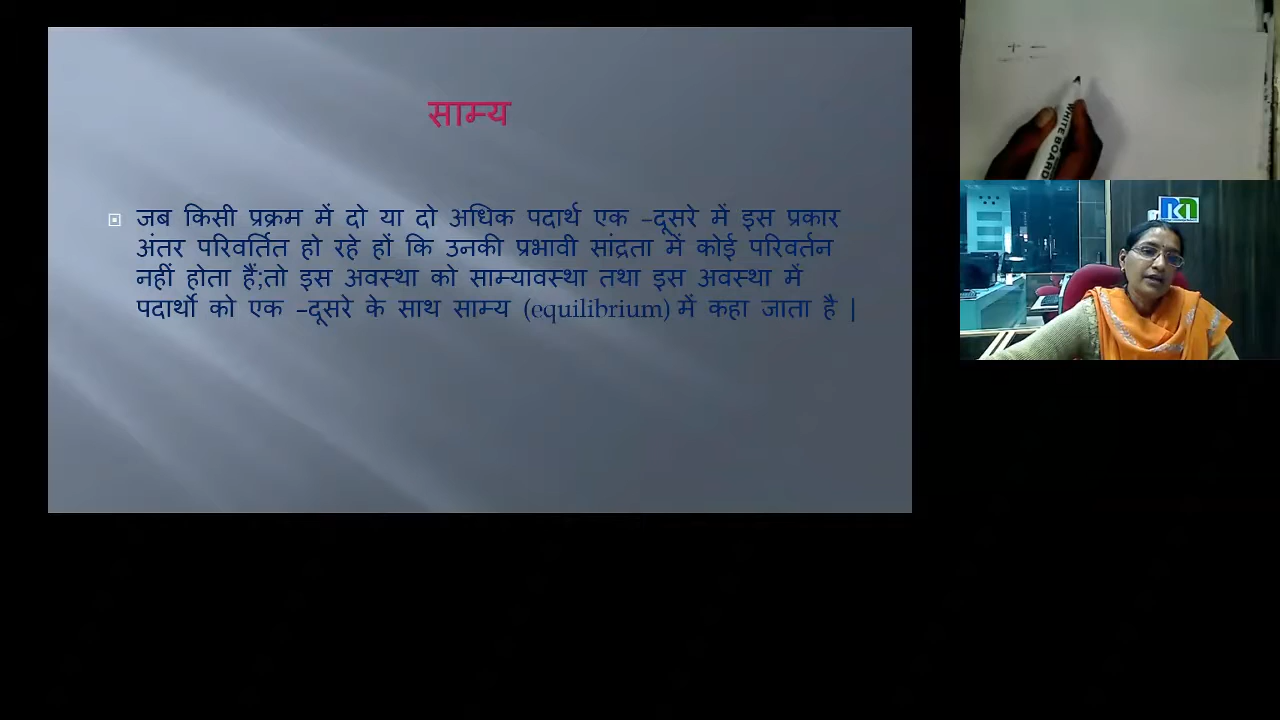 साम्य
जब किसी प्रक्रम में दो या दो अधिक पदार्थ एक –दूसरे में इस प्रकार
अंतर परिवर्तित हो रहे हों कि उनकी प्रभावी सांद्रता में कोई परिवर्तन
नहीं होता हैं;तो इस अवस्था को साम्यावस्था तथा इस अवस्था में
पदार्थो को एक –दूसरे के साथ साम्य (equilibrium) में कहा जाता है |
+ –
WHITE BOARD